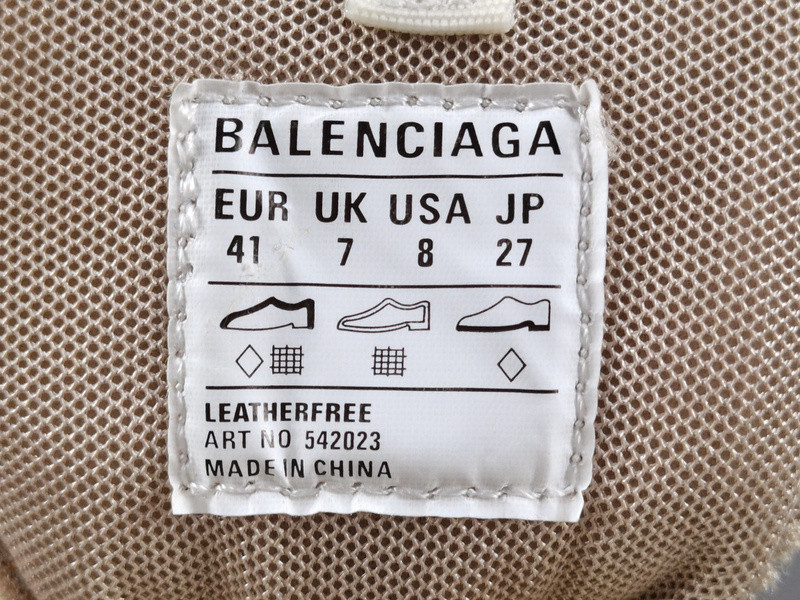 BALENCIAGA
EUR UK USA JP
41 7 8 27
LEATHERFREE
ART NO 542023
MADE IN CHINA